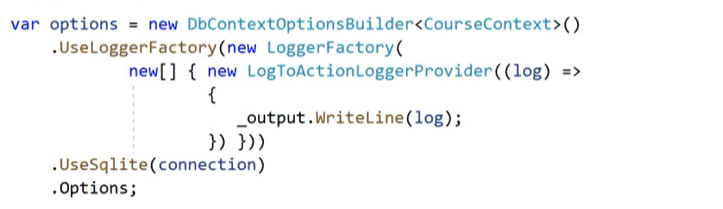 var options = new DbContextOptionsBuilder<CourseContext>()
    .UseLoggerFactory(new LoggerFactory(
            new[] { new LogToActionLoggerProvider((log) =>
                    {
                       _output.WriteLine(log);
                    }) }))
    .UseSqlite(connection)
    .Options;